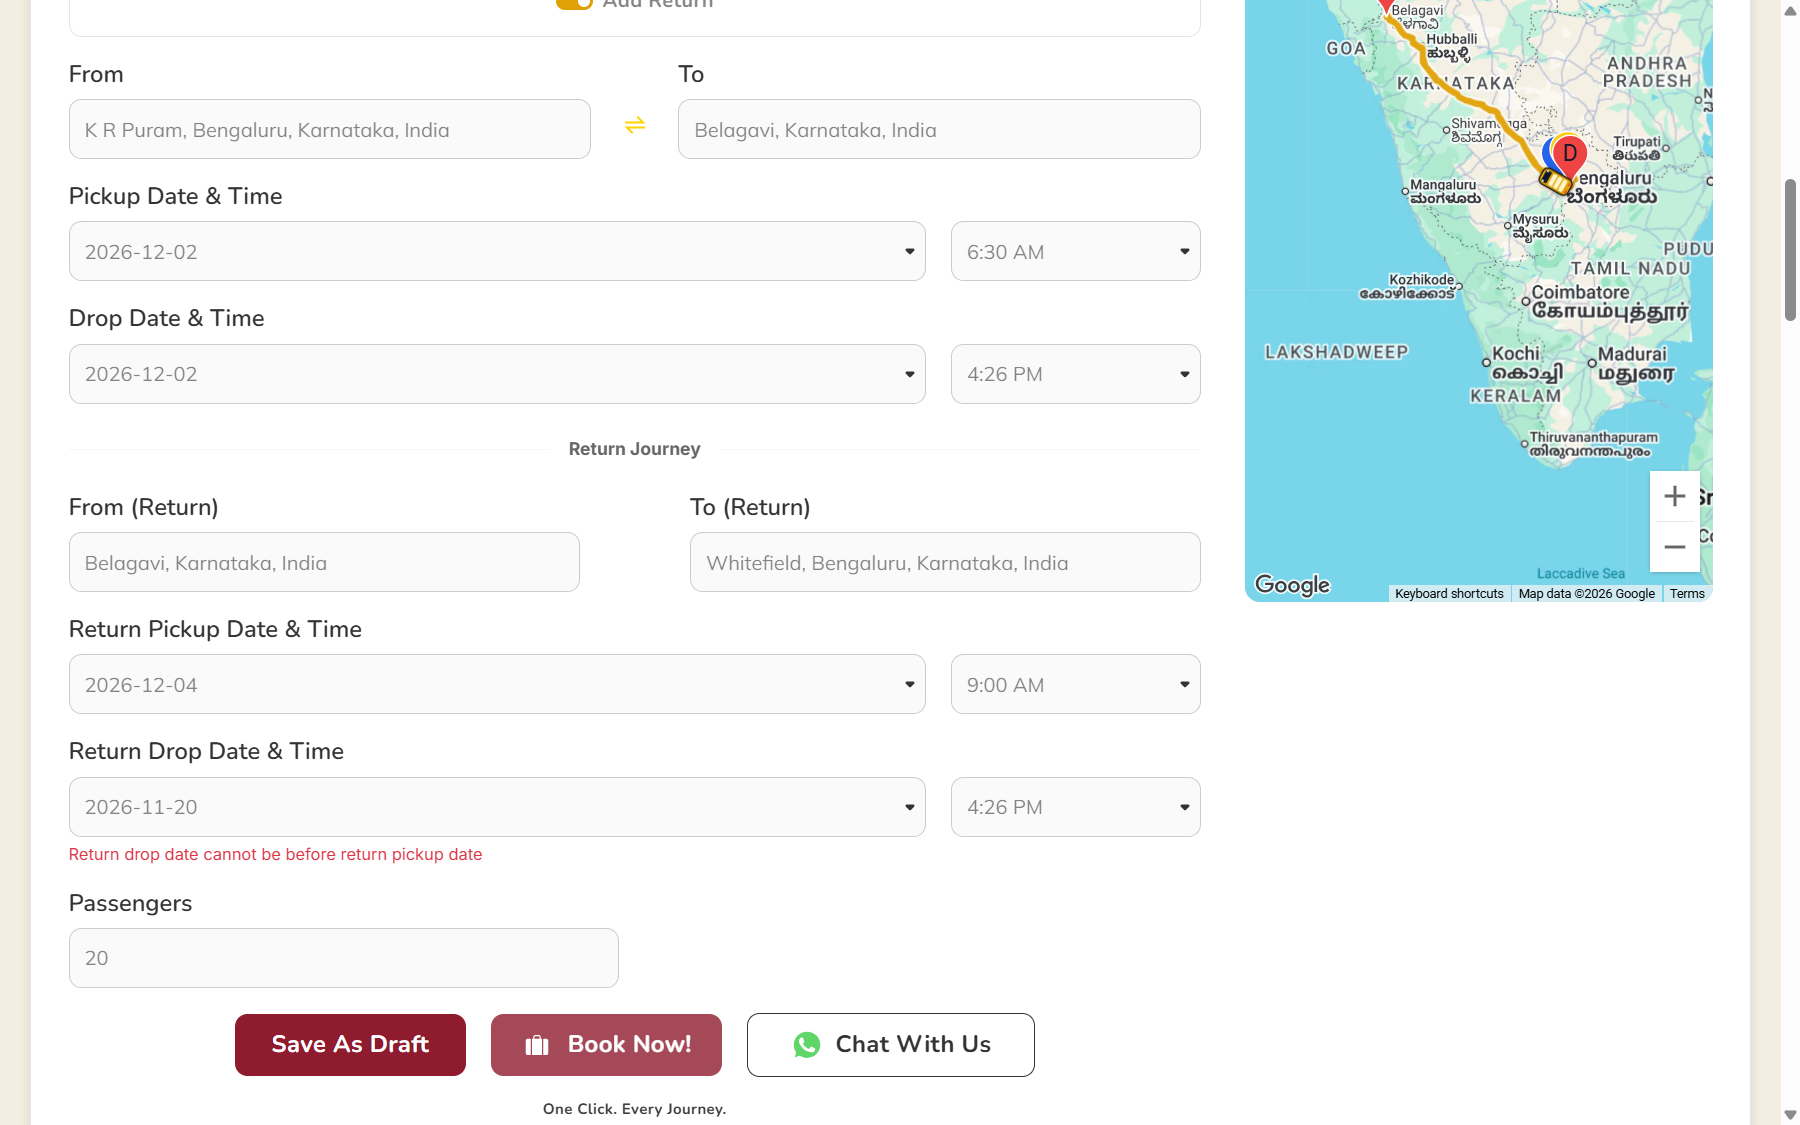 Add Return
From
To
K R Puram, Bengaluru, Karnataka, India
Belagavi, Karnataka, India
Pickup Date & Time
2026-12-02
6:30 AM
Drop Date & Time
2026-12-02
4:26 PM
Return Journey
From (Return)
To (Return)
Belagavi, Karnataka, India
Whitefield, Bengaluru, Karnataka, India
Return Pickup Date & Time
2026-12-04
9:00 AM
Return Drop Date & Time
2026-11-20
4:26 PM
Return drop date cannot be before return pickup date
Passengers
20
Save As Draft
Book Now!
Chat With Us
One Click. Every Journey.
Belagavi
Hubballi
ಹುಬ್ಬಳ್ಳಿ
GOA
ANDHRA
PRADESH
Tirupati
D
ಬೆಂಗಳೂರು
Mangaluru
ಮಂಗಳೂರು
Mysuru
ಮೈಸೂರು
TAMIL NADU
Kozhikode
കോഴിക്കോട്
Coimbatore
கோயம்புத்தூர்
LAKSHADWEEP
Kochi
കൊച്ചി
Madurai
மதுரை
KERALAM
Thiruvananthapuram
തിരുവനന്തപുരം
Laccadive Sea
Google
Keyboard shortcuts
Map data ©2026 Google
Terms